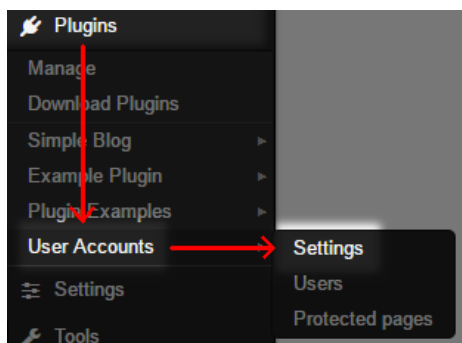 Plugins
Manage
Download Plugins
Simple Blog
Example Plugin
Plugin Examples
User Accounts
Settings
Users
Protected pages
Settings
Tools